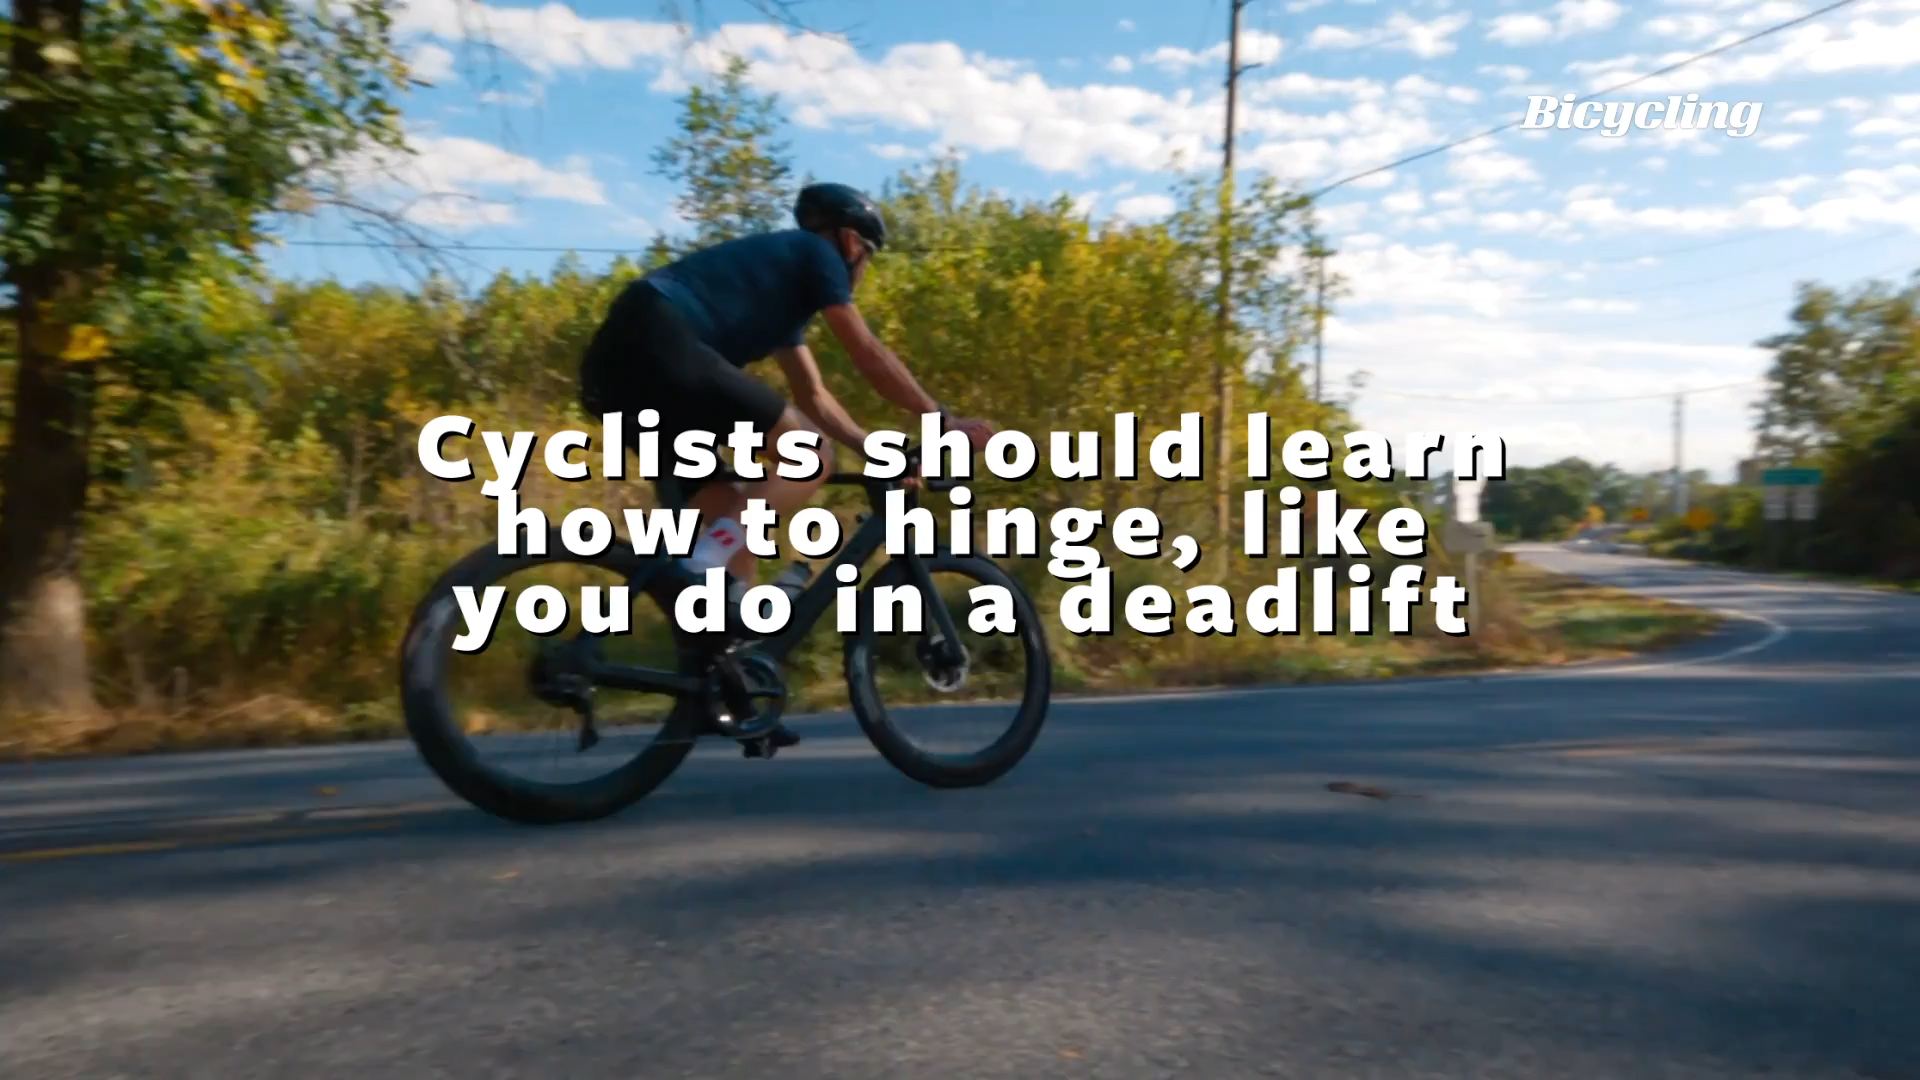 Bicycling
Cyclists should learn
how to hinge, like
you do in a deadlift